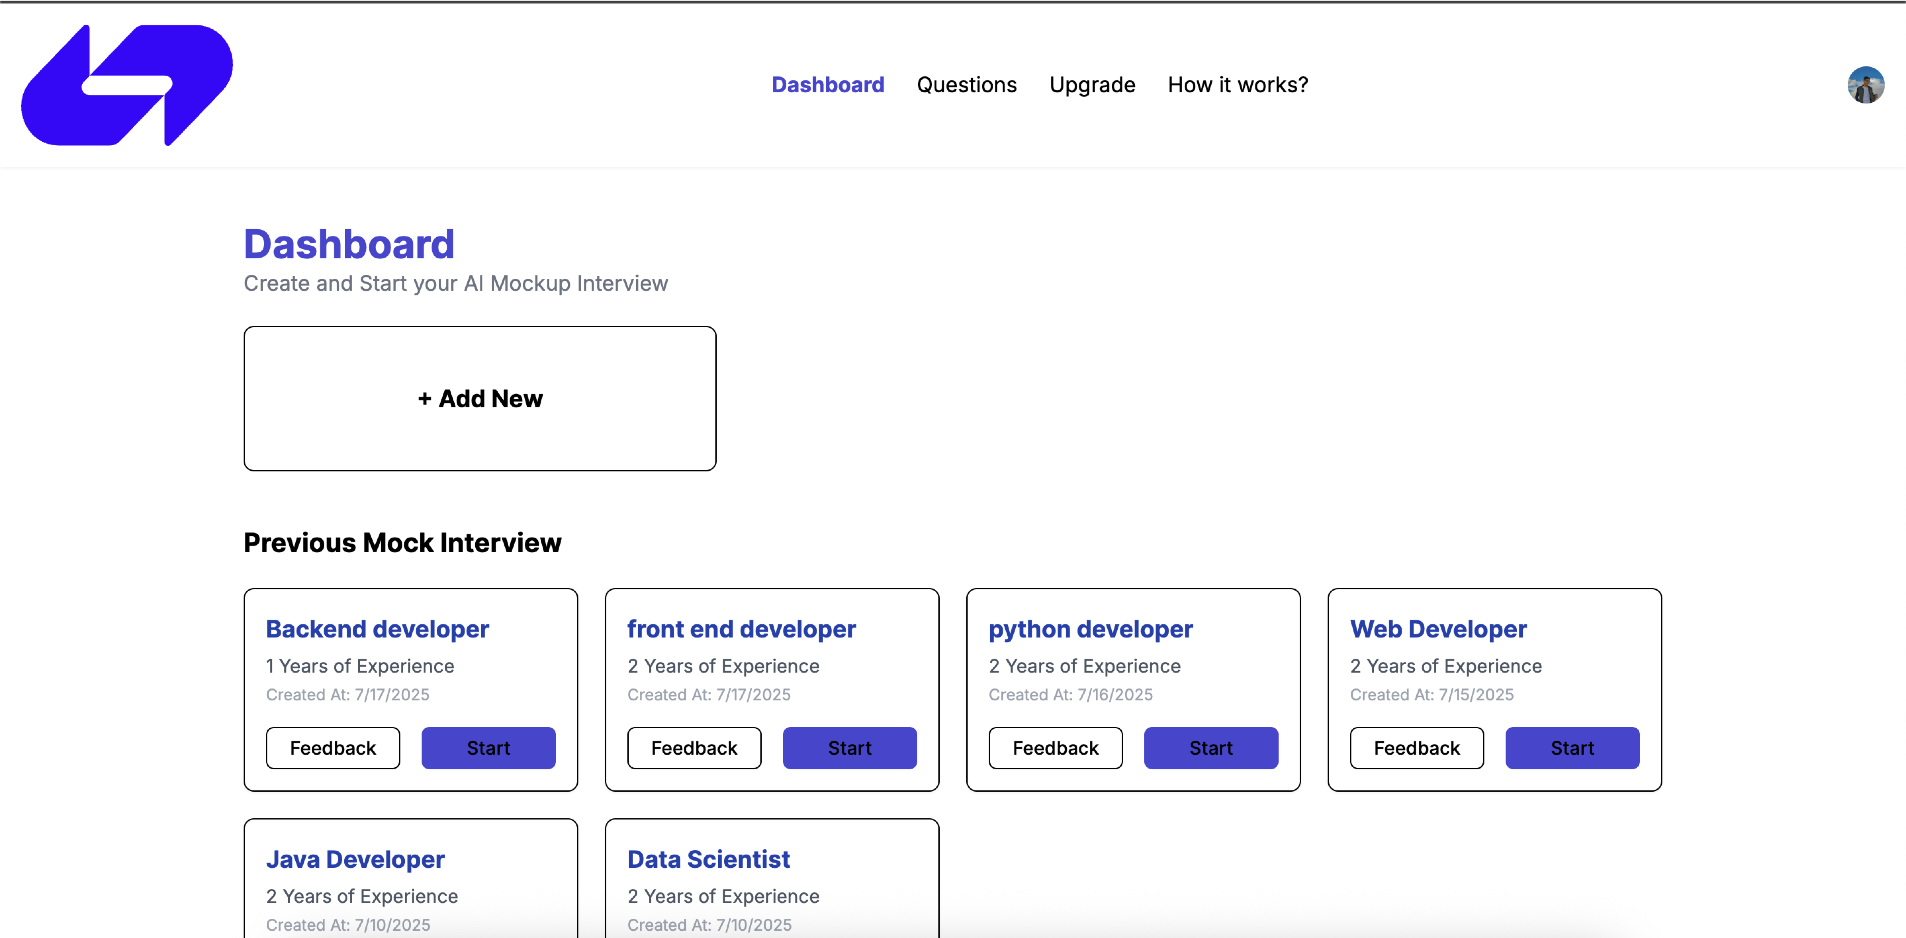 Dashboard Questions Upgrade How it works?
Dashboard
Create and Start your AI Mockup Interview
+ Add New
Previous Mock Interview
Backend developer
1 Years of Experience
Created At: 7/17/2025
Feedback Start
front end developer
2 Years of Experience
Created At: 7/17/2025
Feedback Start
python developer
2 Years of Experience
Created At: 7/16/2025
Feedback Start
Web Developer
2 Years of Experience
Created At: 7/15/2025
Feedback Start
Java Developer
2 Years of Experience
Created At: 7/10/2025
Data Scientist
2 Years of Experience
Created At: 7/10/2025